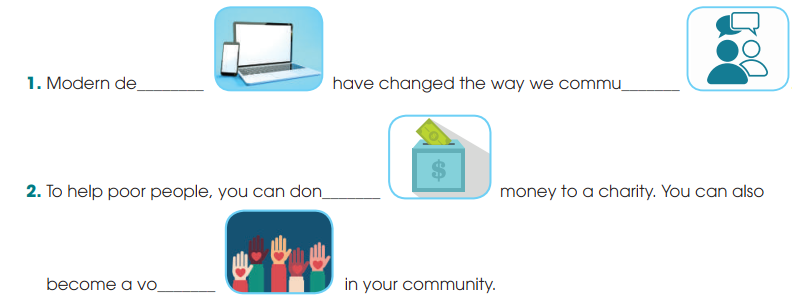 1. Modern de________ have changed the way we commu_______
$
2. To help poor people, you can don_______ money to a charity. You can also
become a vo_______ in your community.